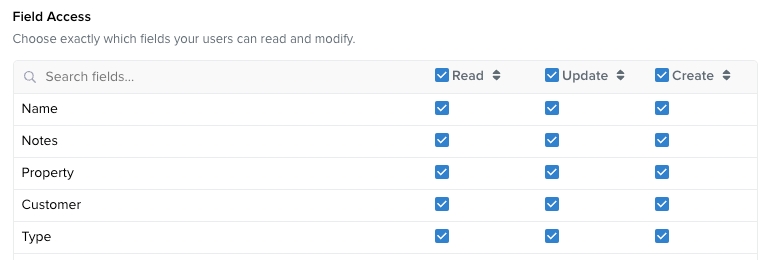 Field Access
Choose exactly which fields your users can read and modify.
Search fields... Read Update Create
Name
Notes
Property
Customer
Type